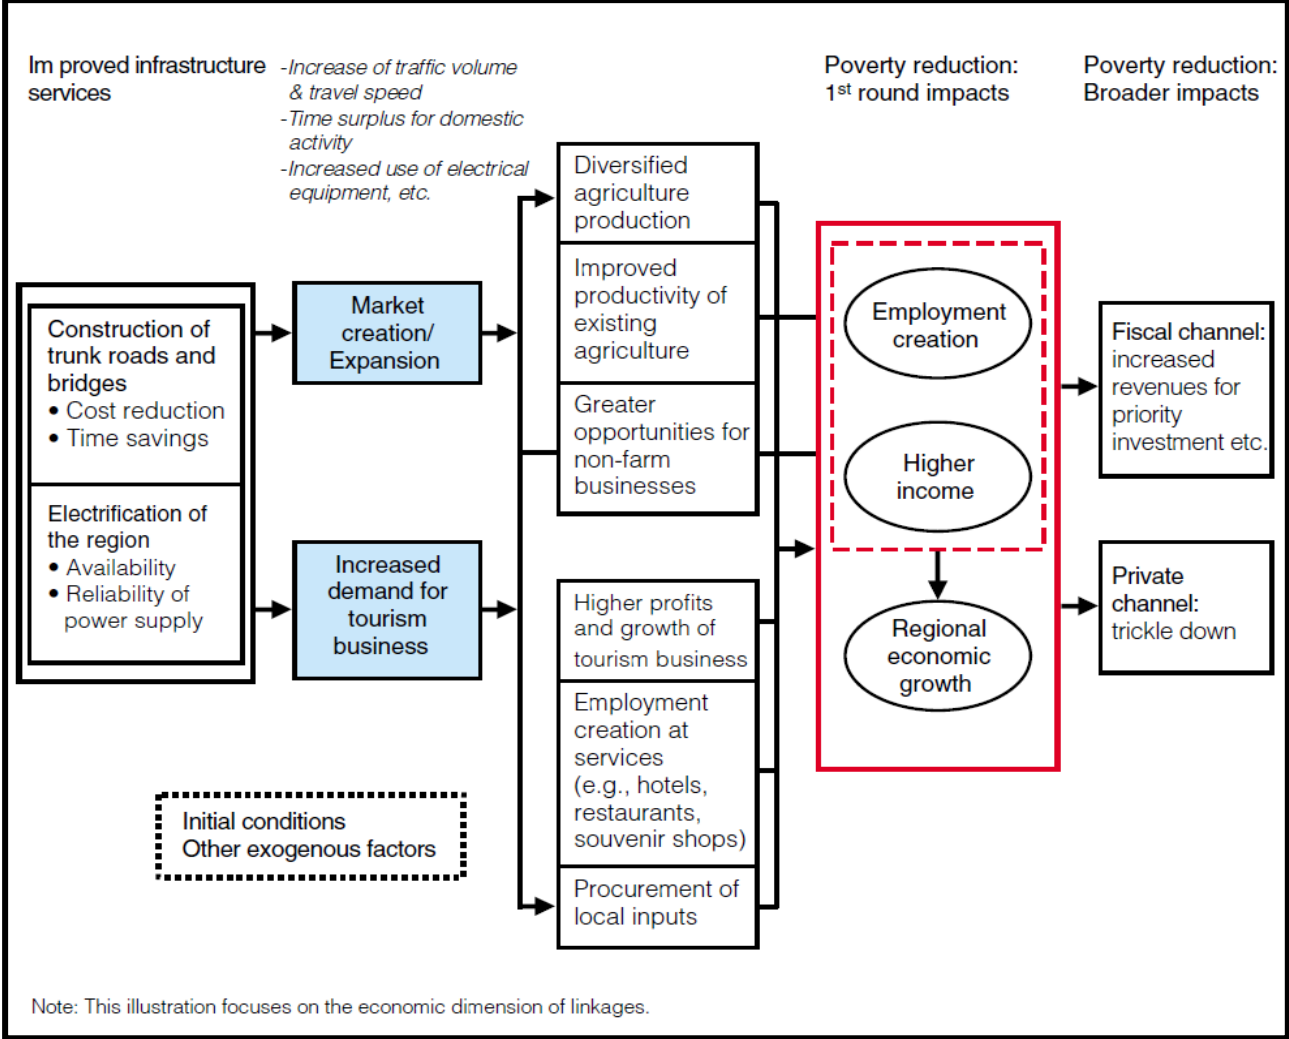 Im proved infrastructure
services
-Increase of traffic volume
& travel speed
-Time surplus for domestic
activity
-Increased use of electrical
equipment, etc.
Poverty reduction:
1st round impacts
Poverty reduction:
Broader impacts
Construction of
trunk roads and
bridges
• Cost reduction
• Time savings
Electrification of
the region
• Availability
• Reliability of
power supply
Market
creation/
Expansion
Increased
demand for
tourism
business
Diversified
agriculture
production
Improved
productivity of
existing
agriculture
Greater
opportunities for
non-farm
businesses
Higher profits
and growth of
tourism business
Employment
creation at
services
(e.g., hotels,
restaurants,
souvenir shops)
Procurement of
local inputs
Employment
creation
Higher
income
Regional
economic
growth
Fiscal channel:
increased
revenues for
priority
investment etc.
Private
channel:
trickle down
Initial conditions
Other exogenous factors
Note: This illustration focuses on the economic dimension of linkages.